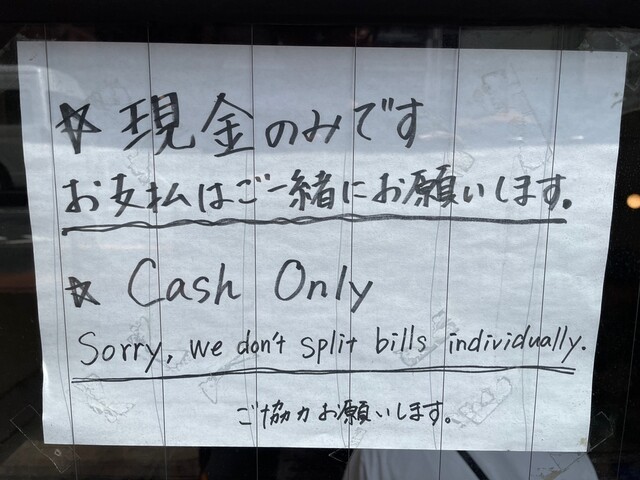 ☆ 現金のみです
お支払はご一緒にお願いします。
☆ Cash Only
Sorry, we don't split bills individually.
ご協力お願いします。